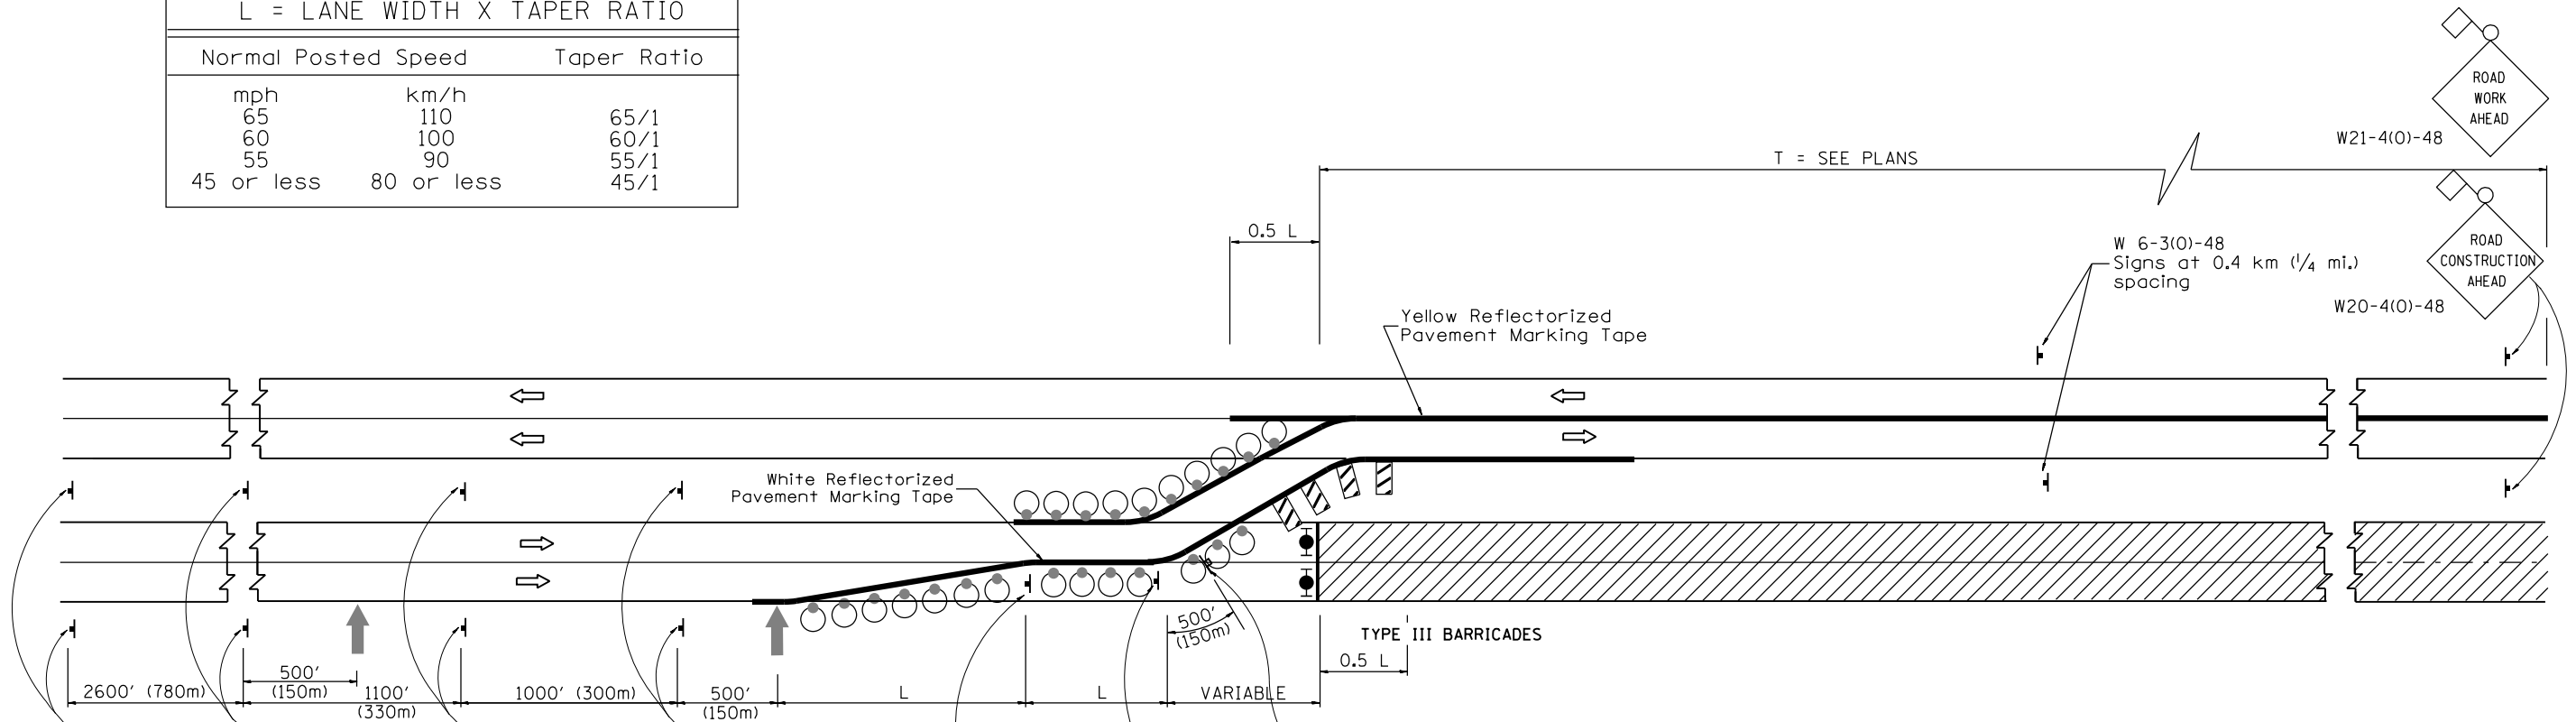 L = LANE WIDTH X TAPER RATIO
Normal Posted Speed Taper Ratio
mph km/h
65 110 65/1
60 100 60/1
55 90 55/1
45 or less 80 or less 45/1
ROAD
WORK
AHEAD
W21-4(O)-48
T = SEE PLANS
0.5 L
W 6-3(O)-48
Signs at 0.4 km (1/4 mi.)
spacing
ROAD
CONSTRUCTION
AHEAD
W20-4(O)-48
Yellow Reflectorized
Pavement Marking Tape
White Reflectorized
Pavement Marking Tape
500'
(150m)
TYPE III BARRICADES
0.5 L
2600' (780m)
500'
(150m)
1100'
(330m)
1000' (300m)
500'
(150m)
L
L
VARIABLE